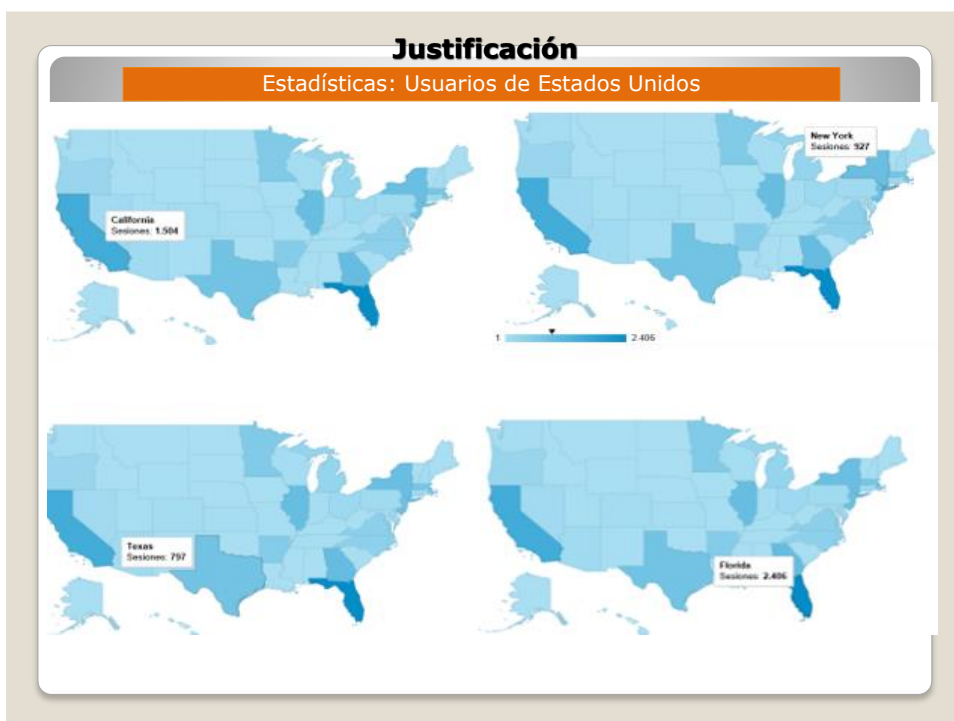 Justificación
Estadísticas: Usuarios de Estados Unidos
California
Sesiones: 1.504
New York
Sesiones: 927
1
2.406
Texas
Sesiones: 797
Florida
Sesiones: 2.406